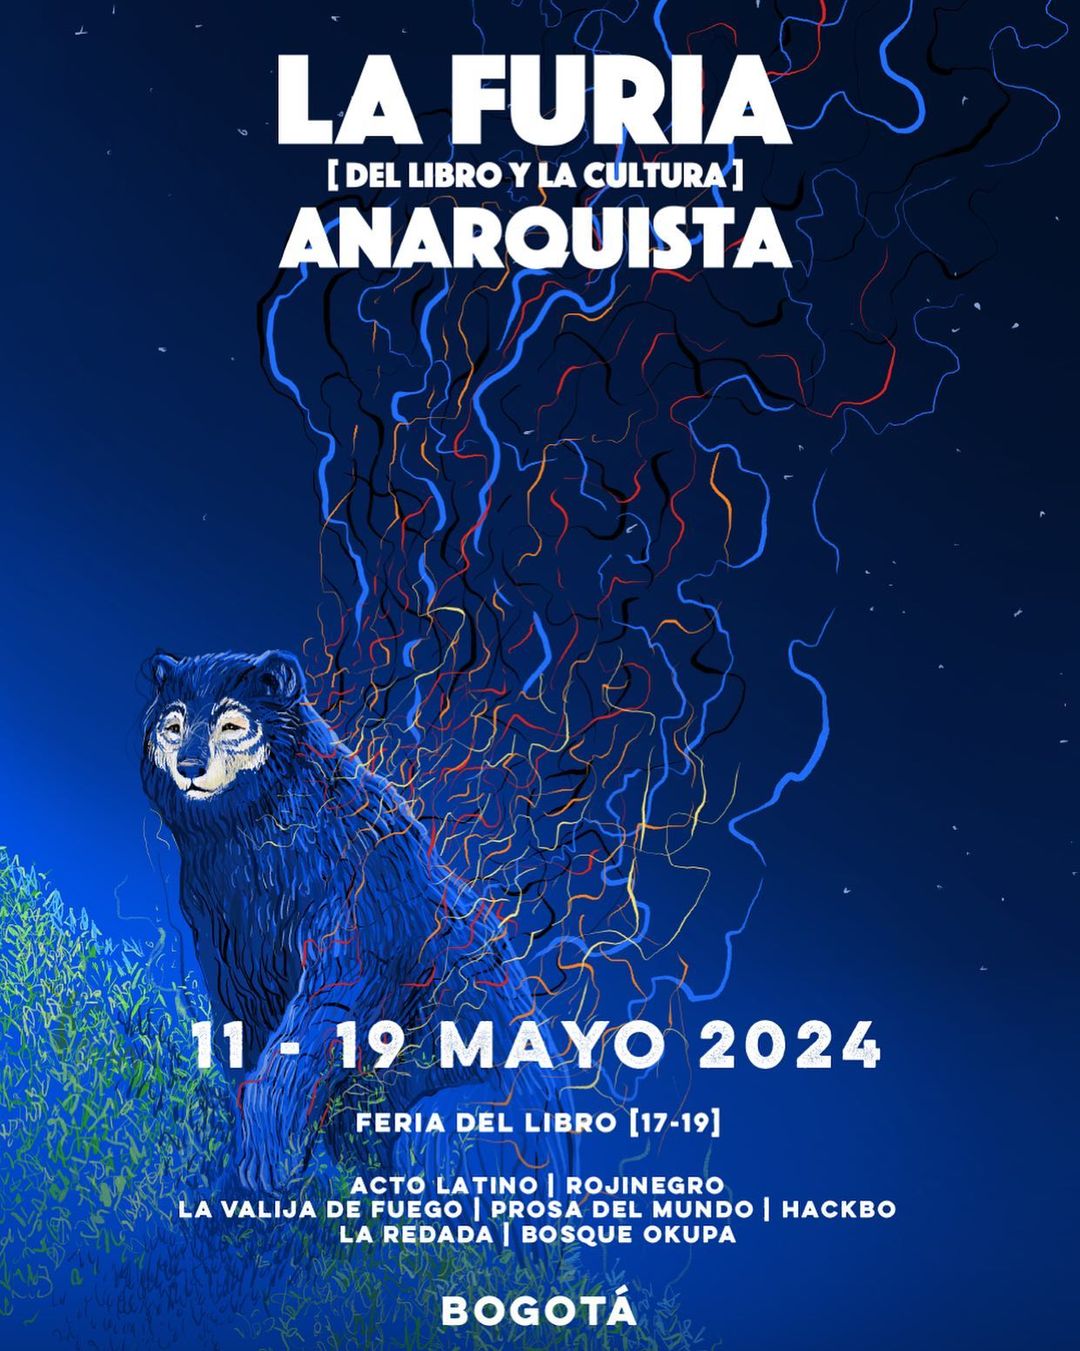 LA FURIA
[ DEL LIBRO Y LA CULTURA ]
ANARQUISTA
11 - 19 MAYO 2024
FERIA DEL LIBRO [17-19]
ACTO LATINO | ROJINEGRO
LA VALIJA DE FUEGO | PROSA DEL MUNDO | HACKBO
LA REDADA | BOSQUE OKUPA
BOGOTÁ